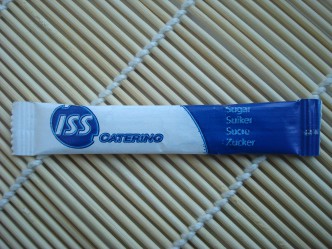 ISS
CATERING
Sugar
Suiker
Sucre
Zucker